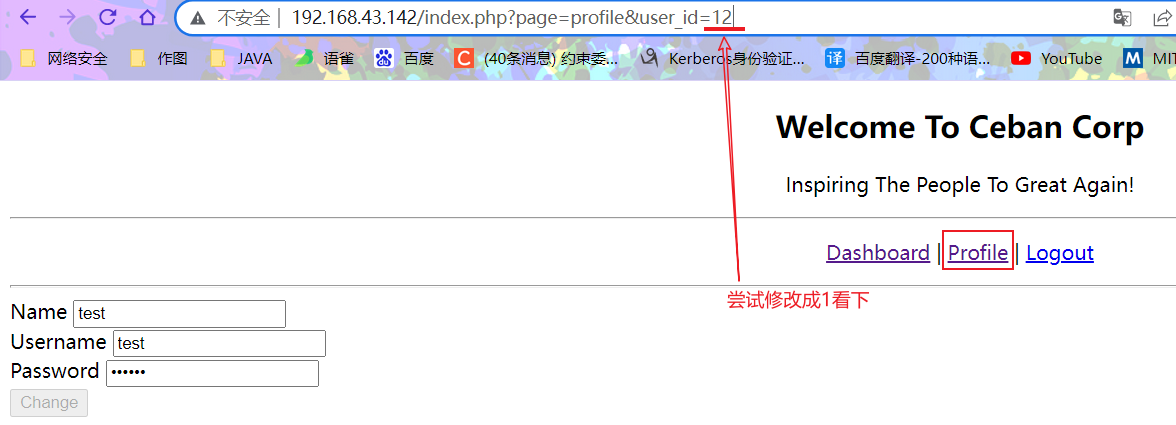 不安全 | 192.168.43.142/index.php?page=profile&user_id=12
网络安全 作图 JAVA 语雀 百度 (40条消息) 约束委... Kerberos身份验证... 百度翻译-200种语... YouTube MIT
Welcome To Ceban Corp
Inspiring The People To Great Again!
Dashboard | Profile | Logout
尝试修改成1看下
Name test
Username test
Password ••••••
Change